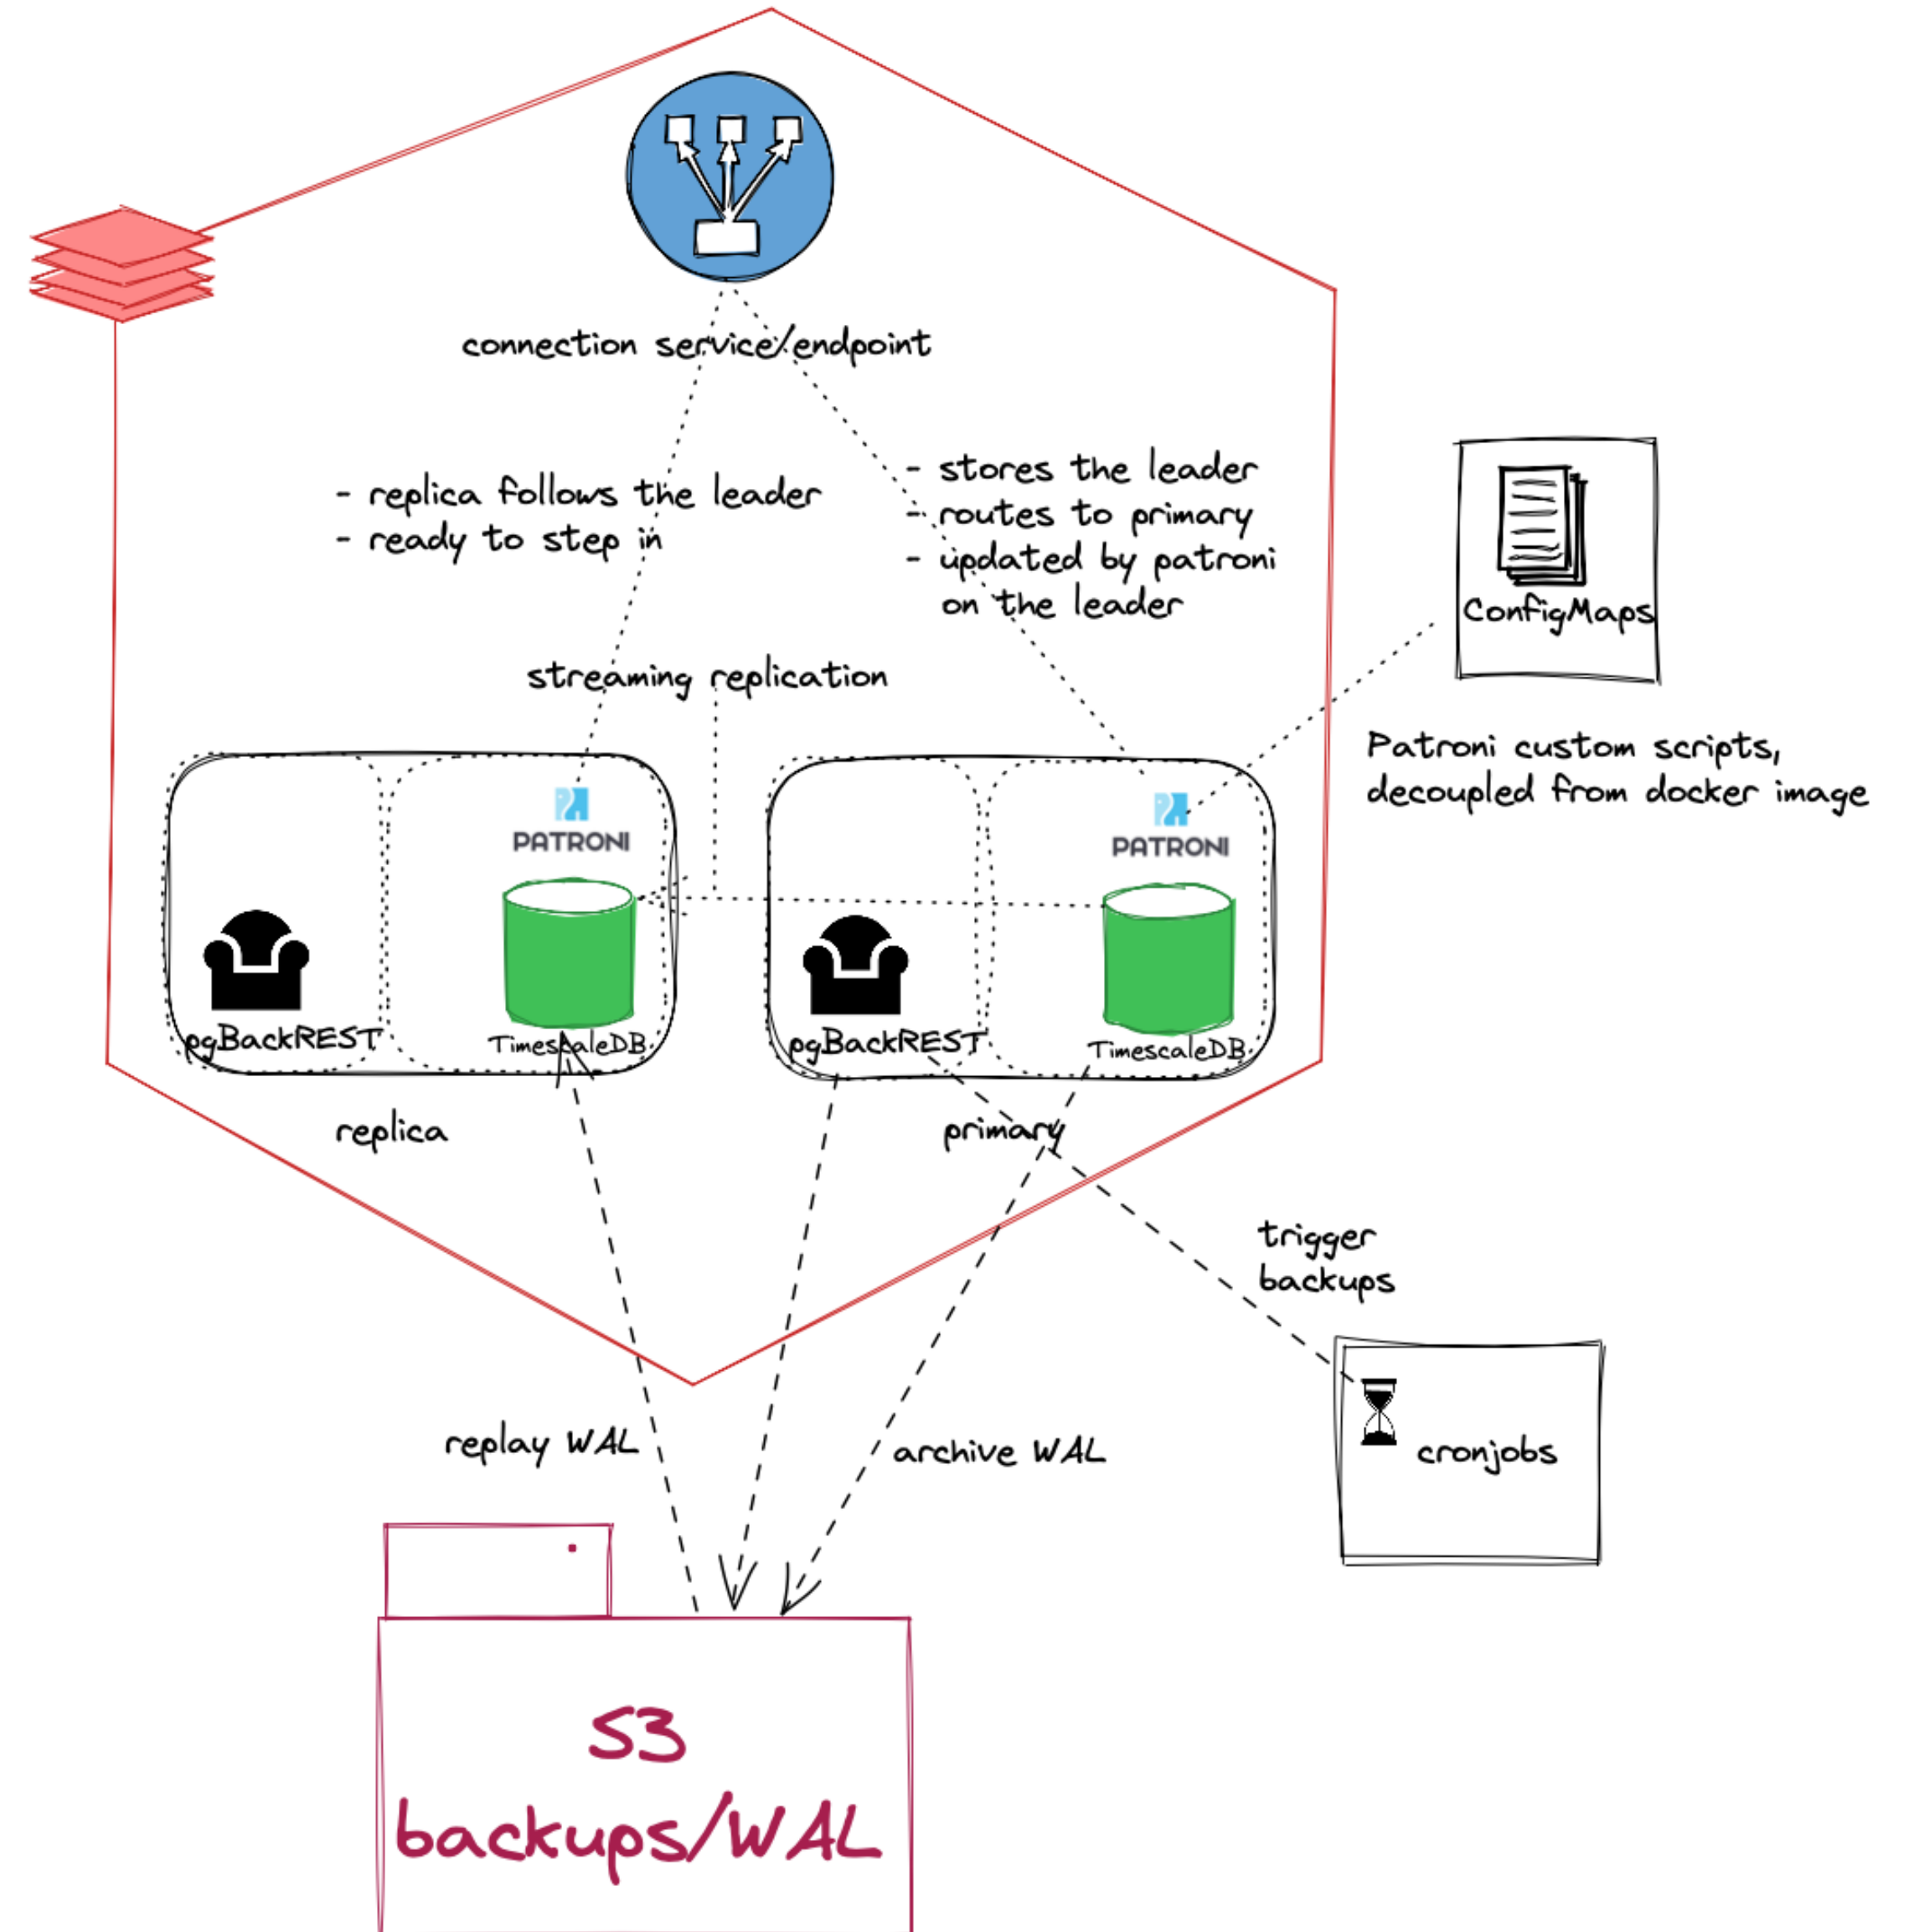 connection service/endpoint
- replica follows the leader
- ready to step in
- stores the leader
- routes to primary
- updated by patroni
on the leader
ConfigMaps
Patroni custom scripts,
decoupled from docker image
streaming replication
PATRONI
pgBackREST
TimescaleDB
replica
PATRONI
pgBackREST
TimescaleDB
primary
trigger
backups
cronjobs
replay WAL
archive WAL
S3
backups/WAL